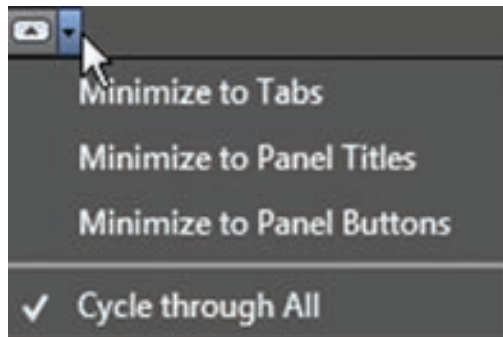 Minimize to Tabs
Minimize to Panel Titles
Minimize to Panel Buttons
Cycle through All